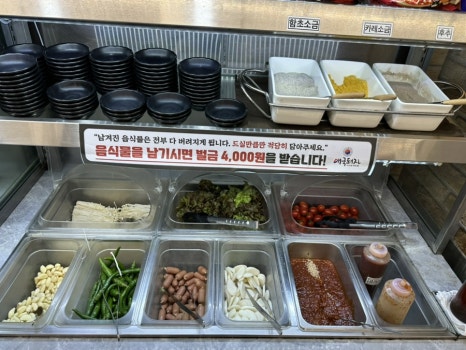 함초소금
카레소금
후추
"남겨진 음식물은 전부 다 버려지게 됩니다. 드실만큼만 적당히 담아주세요."
음식물을 남기시면 벌금 4,000원을 받습니다!